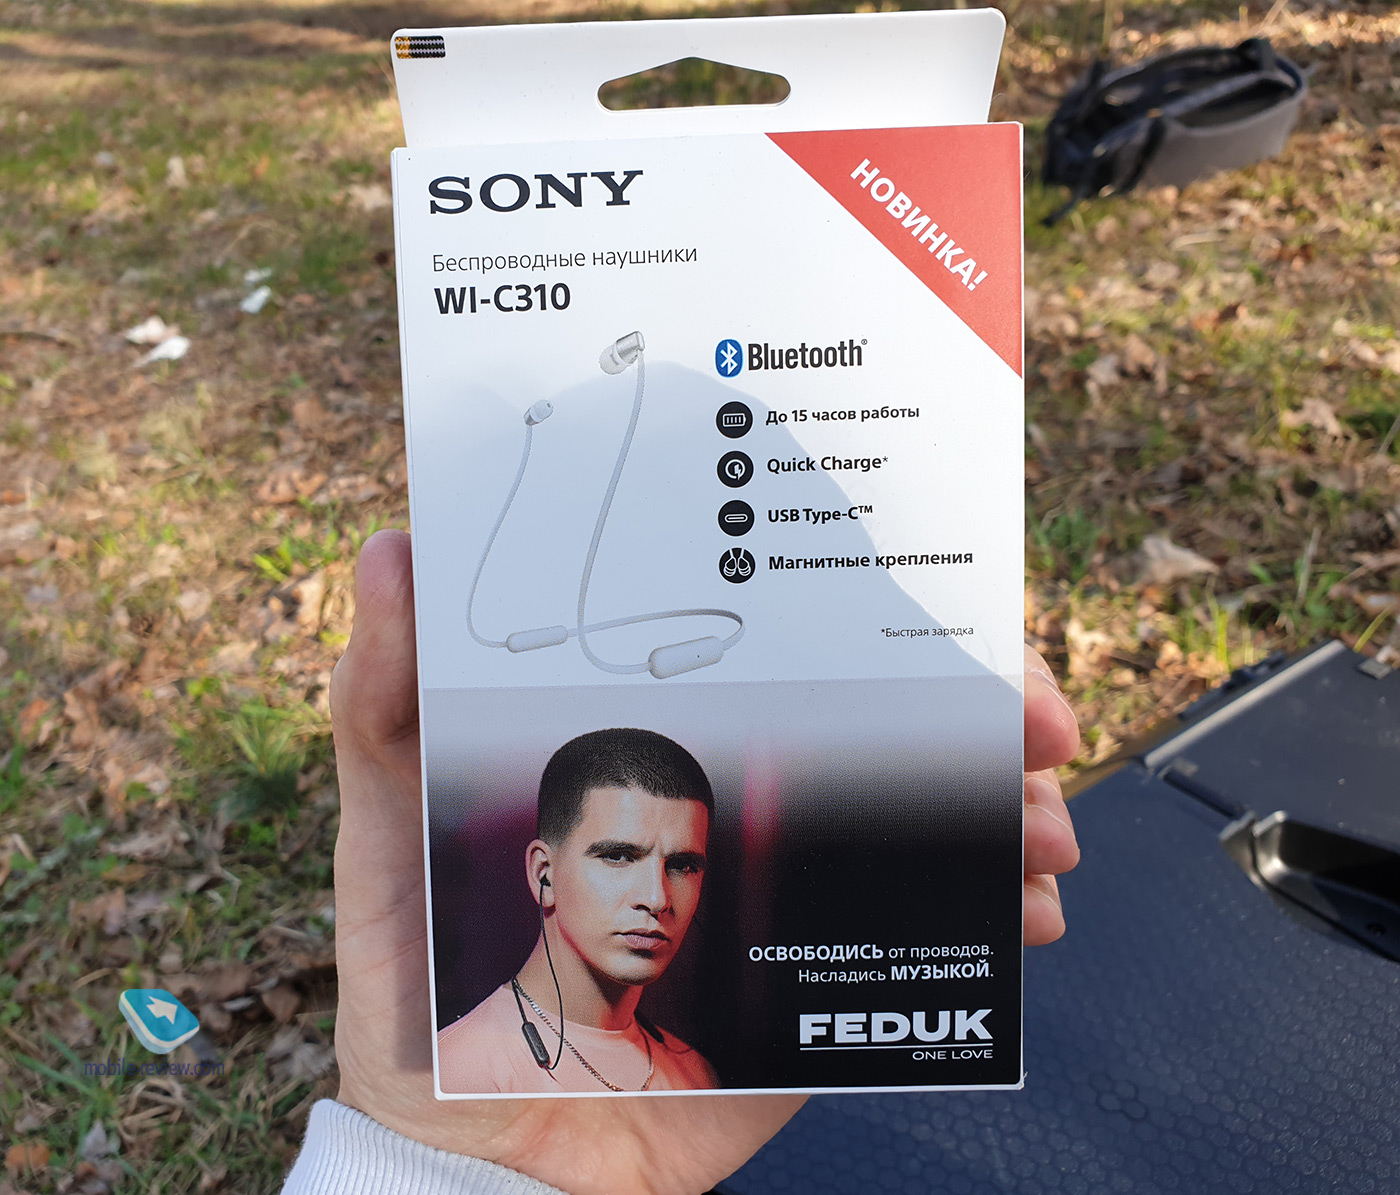 SONY
Беспроводные наушники
WI-C310
НОВИНКА!
Bluetooth®
До 15 часов работы
Quick Charge*
USB Type-C™
Магнитные крепления
*Быстрая зарядка
ОСВОБОДИСЬ от проводов.
Насладись МУЗЫКОЙ.
FEDUK
ONE LOVE
mobile-review.com